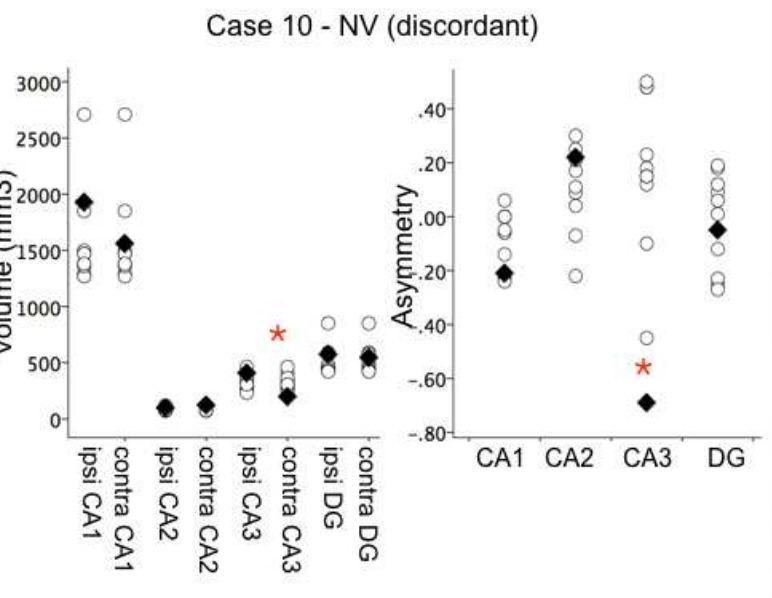 Case 10 - NV (discordant)
3000
2500
2000
1500
1000
500
0
ipsi CA1
contra CA1
ipsi CA2
contra CA2
ipsi CA3
contra CA3
ipsi DG
contra DG
*
Asymmetry
.40
.20
.00
-.20
-.40
-.60
-.80
CA1 CA2 CA3 DG
*